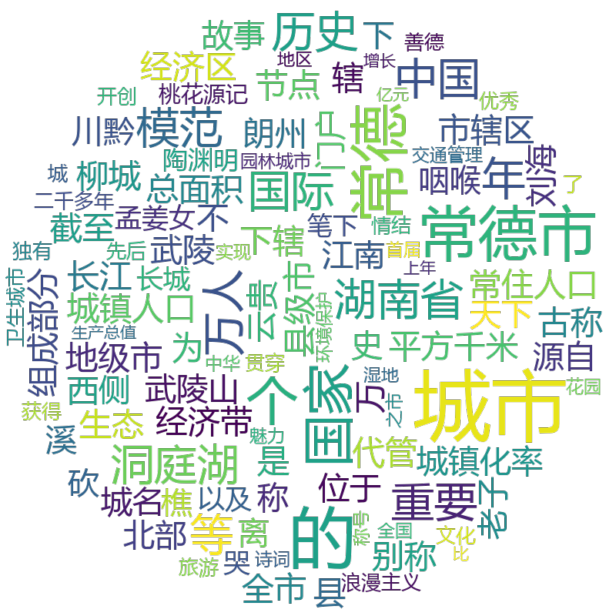 故事
历史
下
善德
经济区
地区
增长
节点
辖
中国
开创
桃花源记
亿元
优秀
川黔
模范
朗州
门户
常德
市辖区
陶渊明
园林城市
交通管理
刘海
柳城
总面积
国际
咽喉
年
城
二千多年
孟姜女
不
笔下
情结
了
截至
武陵
下辖
江南
首届
常德市
独有
先后
实现
上年
卫生城市
组成部分
长江
长城
万人
云贵
县级市
环境保护
湖南省
常住人口
城镇人口
天下
古称
生产总值
为
史
平方千米
地级市
中华
贯穿
国家
万
湿地
源自
西侧
武陵山
个
之市
花园
获得
生态
经济带
魅力
城市
溪
洞庭湖
是
代管
城镇化率
砍
城名
樵
以及
称
位于
重要
老子
北部
等
离
的
称号
全国
文化
哭
诗词
别称
比
旅游
全市
县
浪漫主义